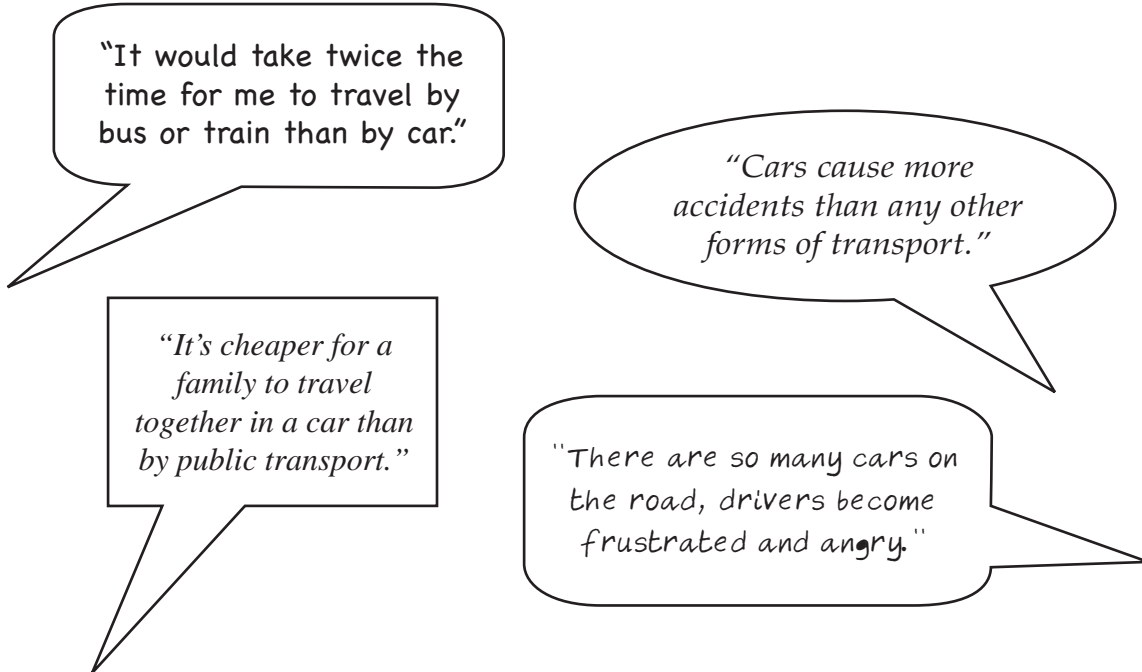 “It would take twice the
time for me to travel by
bus or train than by car.”
“Cars cause more
accidents than any other
forms of transport.”
“It’s cheaper for a
family to travel
together in a car than
by public transport.”
"There are so many cars on
the road, drivers become
frustrated and angry."